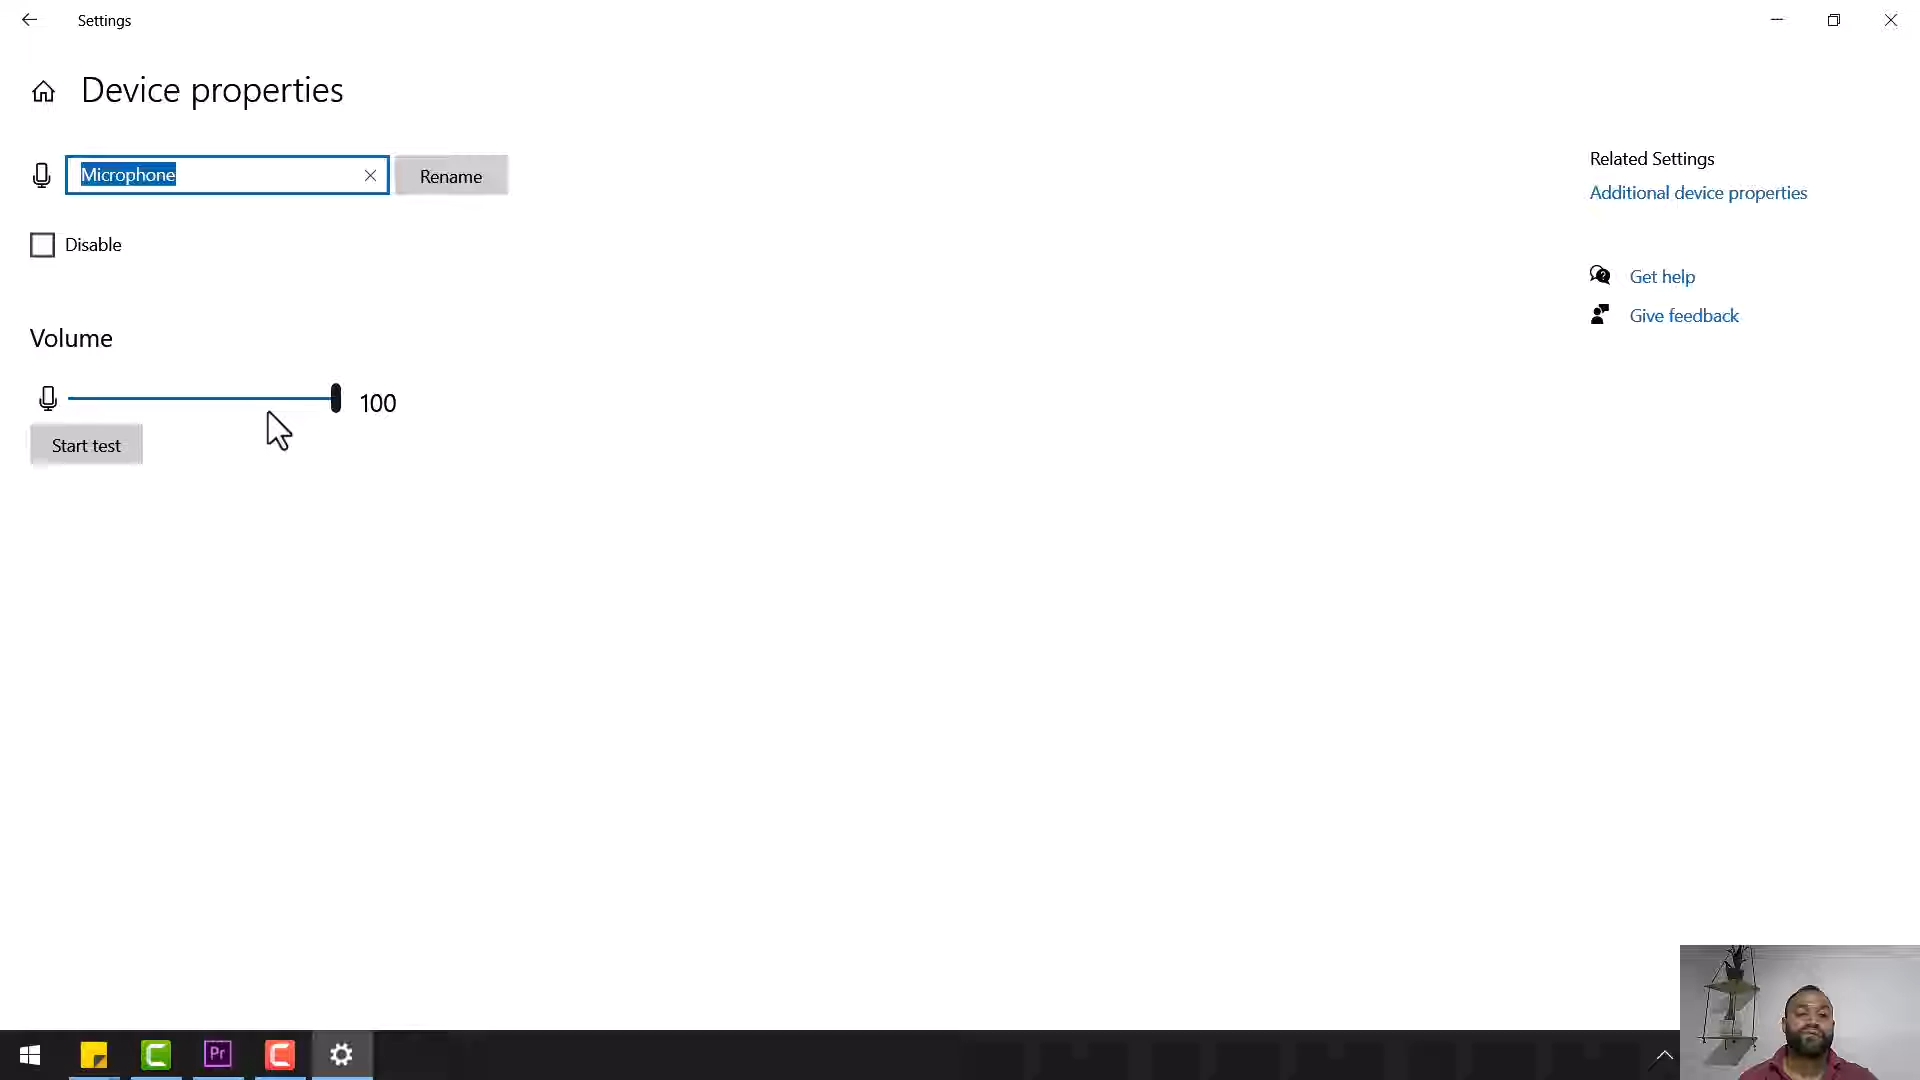 Settings
Device properties
Microphone
Rename
Disable
Volume
100
Start test
Related Settings
Additional device properties
Get help
Give feedback
Pr